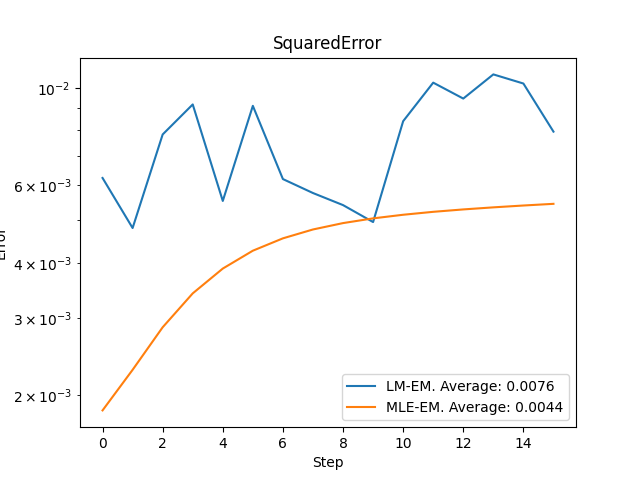 SquaredError
10⁻²
6 × 10⁻³
4 × 10⁻³
3 × 10⁻³
2 × 10⁻³
Error
LM-EM. Average: 0.0076
MLE-EM. Average: 0.0044
0 2 4 6 8 10 12 14
Step